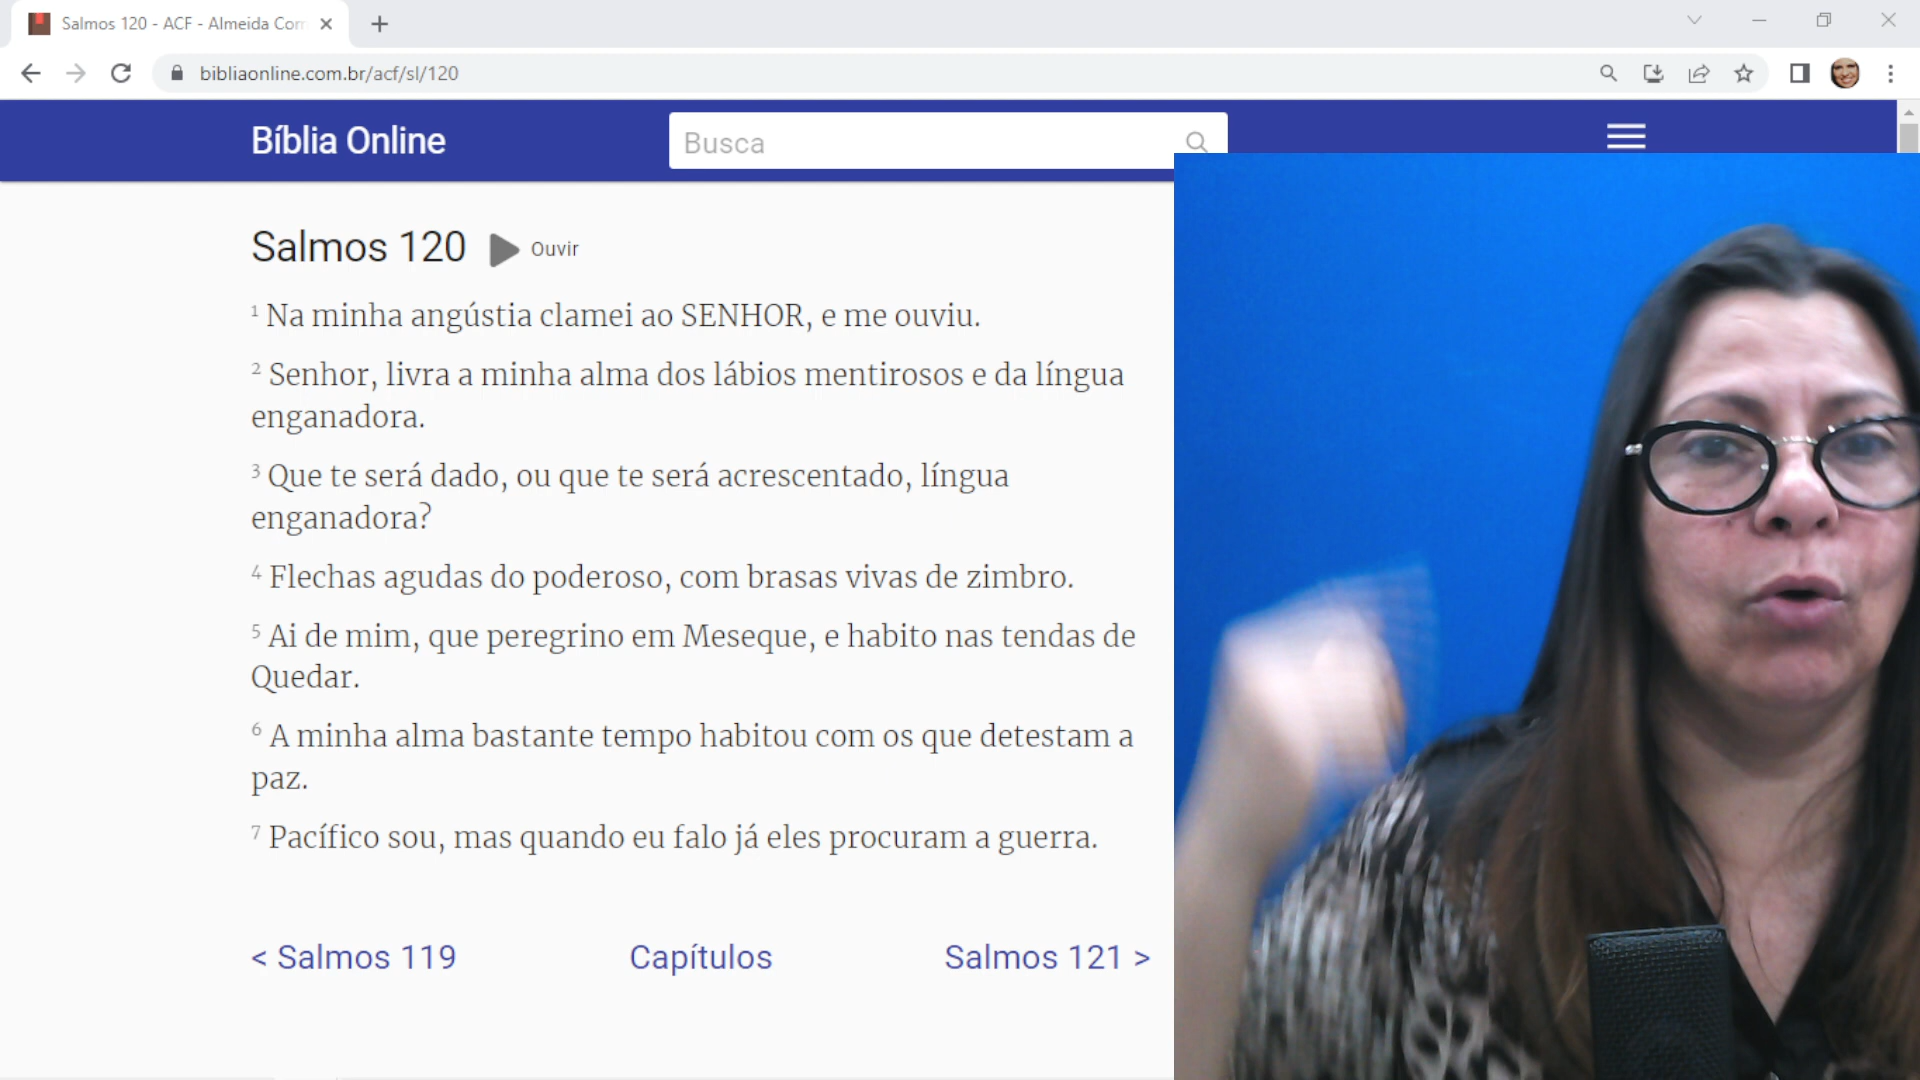 Salmos 120 - ACF - Almeida Corr
bibliaonline.com.br/acf/sl/120
Bíblia Online
Busca
Salmos 120
Ouvir
1 Na minha angústia clamei ao SENHOR, e me ouviu.
2 Senhor, livra a minha alma dos lábios mentirosos e da língua
enganadora.
3 Que te será dado, ou que te será acrescentado, língua
enganadora?
4 Flechas agudas do poderoso, com brasas vivas de zimbro.
5 Ai de mim, que peregrino em Meseque, e habito nas tendas de
Quedar.
6 A minha alma bastante tempo habitou com os que detestam a
paz.
7 Pacífico sou, mas quando eu falo já eles procuram a guerra.
< Salmos 119
Capítulos
Salmos 121 >